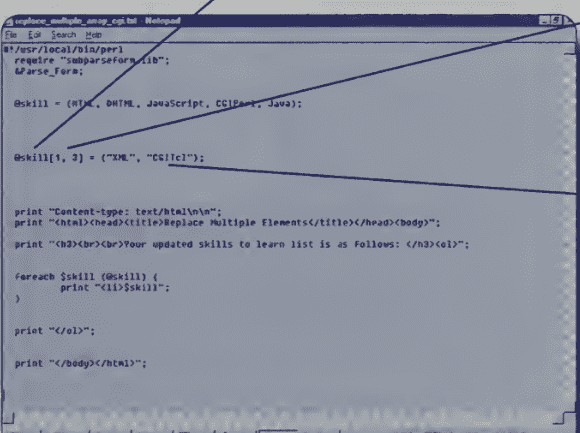 replace_multiple_array_cgi.txt - Notepad
File Edit Search Help
#!/usr/local/bin/perl
require "subparseform.lib";
&Parse_Form;
@skill = (HTML, DHTML, JavaScript, CGIPerl, Java);
@skill[1, 3] = ("XML", "CGITcl");
print "Content-type: text/html\n\n";
print "<html><head><title>Replace Multiple Elements</title></head><body>";
print "<h3><br><br>Your updated skills to learn list is as follows: </h3><ol>";
foreach $skill (@skill) {
print "<li>$skill";
}
print "</ol>";
print "</body></html>";